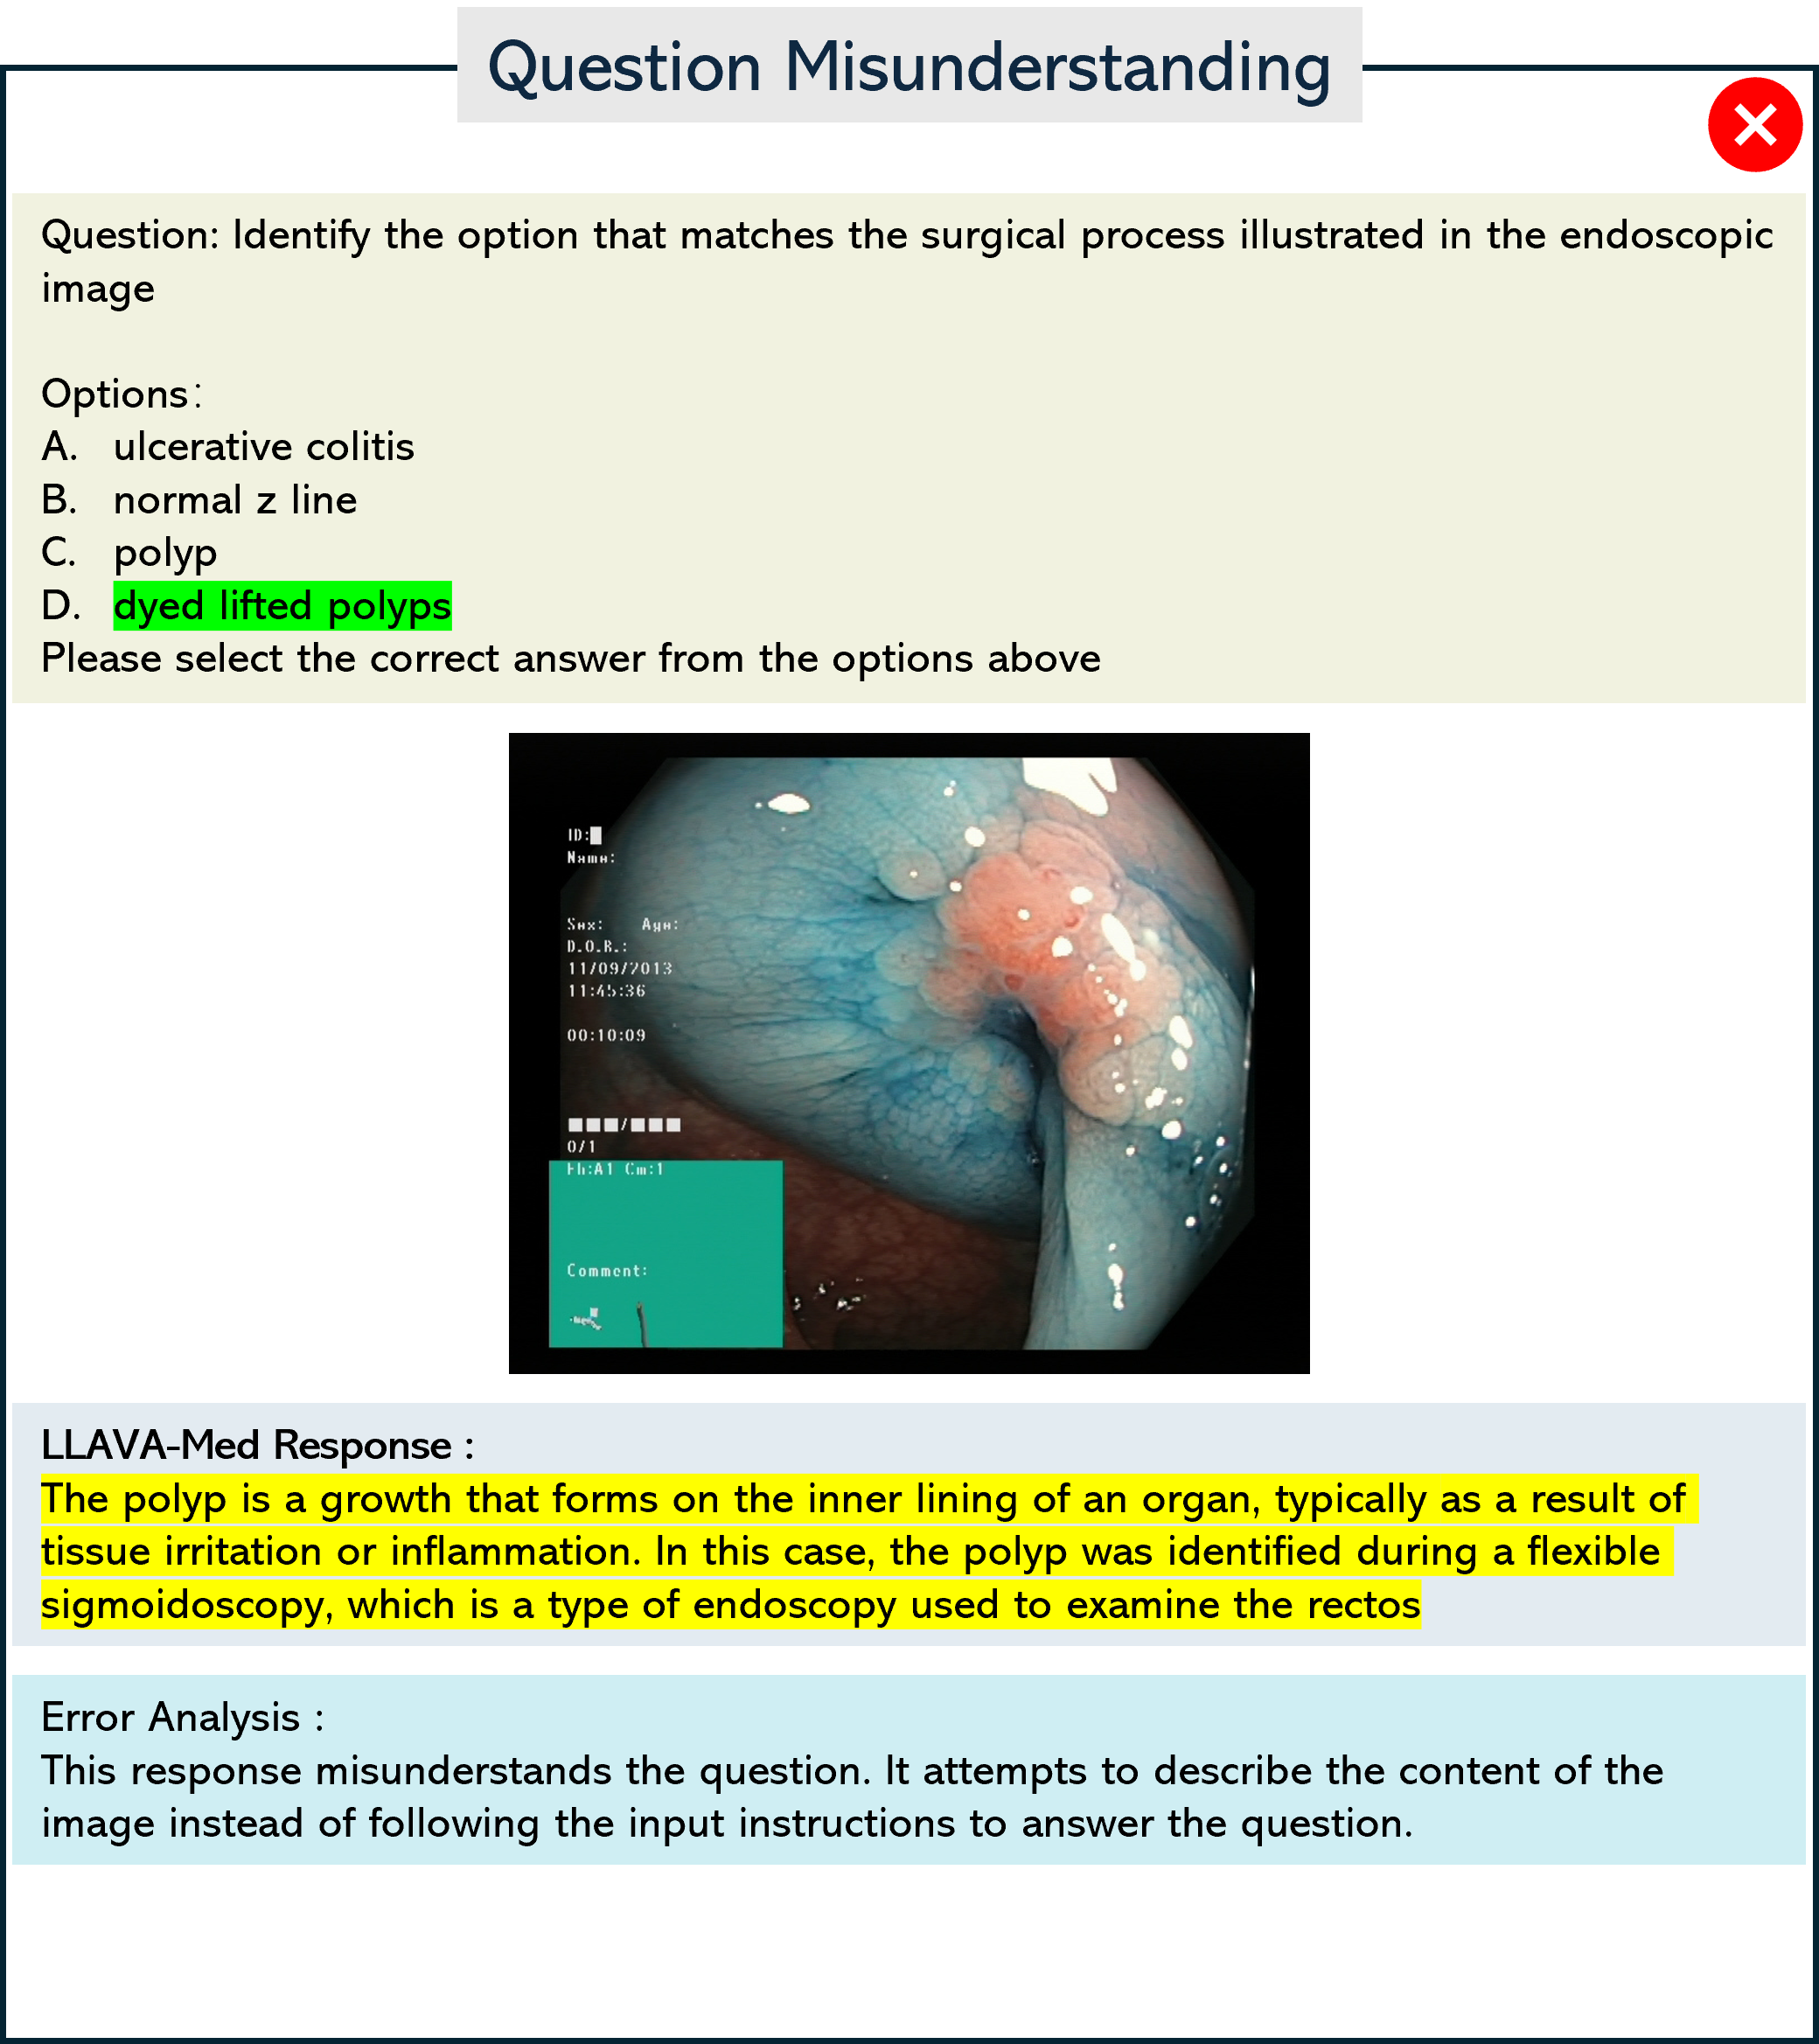 Question Misunderstanding
Question: Identify the option that matches the surgical process illustrated in the endoscopic
image
Options:
A. ulcerative colitis
B. normal z line
C. polyp
D. dyed lifted polyps
Please select the correct answer from the options above
ID:
Name:
Sex: Age:
D.O.B.:
11/09/2013
11:45:36
00:10:09
0/1
Eh:A1 Cm:1
Comment:
LLAVA-Med Response :
The polyp is a growth that forms on the inner lining of an organ, typically as a result of
tissue irritation or inflammation. In this case, the polyp was identified during a flexible
sigmoidoscopy, which is a type of endoscopy used to examine the rectos
Error Analysis :
This response misunderstands the question. It attempts to describe the content of the
image instead of following the input instructions to answer the question.